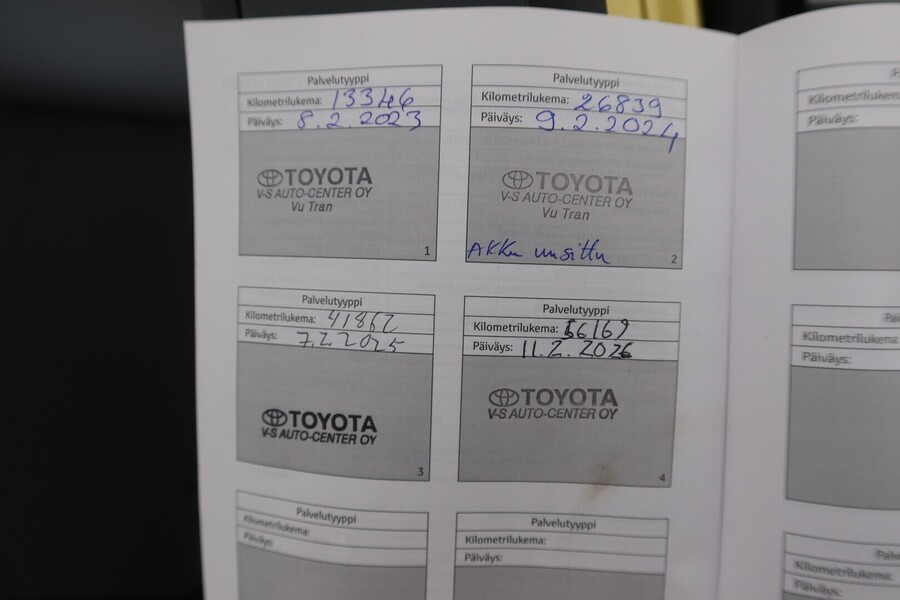 Palvelutyyppi
Kilometrilukema: 13346
Päiväys: 8.2.2023
TOYOTA
V-S AUTO-CENTER OY
Vu Tran
1
Palvelutyyppi
Kilometrilukema: 26839
Päiväys: 9.2.2024
TOYOTA
V-S AUTO-CENTER OY
Vu Tran
AKKu uusittu
2
Palvelutyyppi
Kilometrilukema: 41862
Päiväys: 7.2.2025
TOYOTA
V-S AUTO-CENTER OY
3
Palvelutyyppi
Kilometrilukema: 56169
Päiväys: 11.2.2026
TOYOTA
V-S AUTO-CENTER OY
4
Palvelutyyppi
Kilometrilukema:
Päiväys:
Palvelutyyppi
Kilometrilukema:
Päiväys:
Kilometrilukem
Päiväys:
Kilometrilukema
Päiväys:
Palv
Kilometrilukema:
Päiväys: